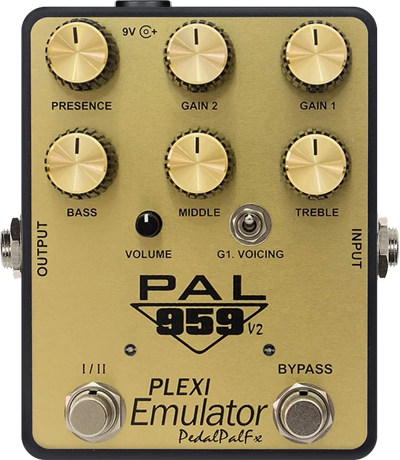 9V +
PRESENCE GAIN 2 GAIN 1
BASS MIDDLE TREBLE
VOLUME G1. VOICING
OUTPUT
INPUT
PAL
959 V2
I / II
BYPASS
PLEXI
Emulator
PedalPalFx